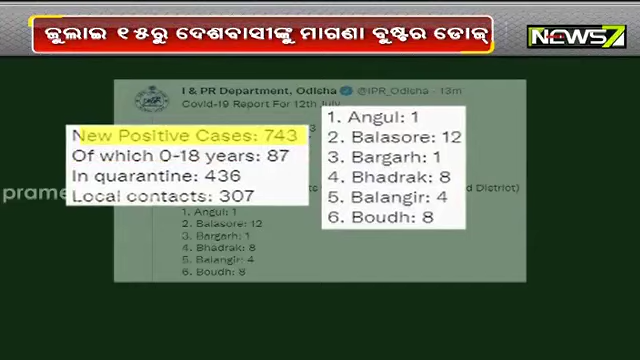 ଜୁଲାଇ ୧୫ରୁ ଦେଶବାସୀଙ୍କୁ ମାଗଣା ବୁଷ୍ଟର ଡୋଜ୍
NEWS7
I & PR Department, Odisha @IPR_Odisha · 13m
Covid-19 Report For 12th July
New Positive Cases: 743
Of which 0-18 years: 87
In quarantine: 436
Local contacts: 307
1. Angul: 1
2. Balasore: 12
3. Bargarh: 1
4. Bhadrak: 8
5. Balangir: 4
6. Boudh: 8
prame
District)
1. Angul: 1
2. Balasore: 12
3. Bargarh: 1
4. Bhadrak: 8
5. Balangir: 4
6. Boudh: 8